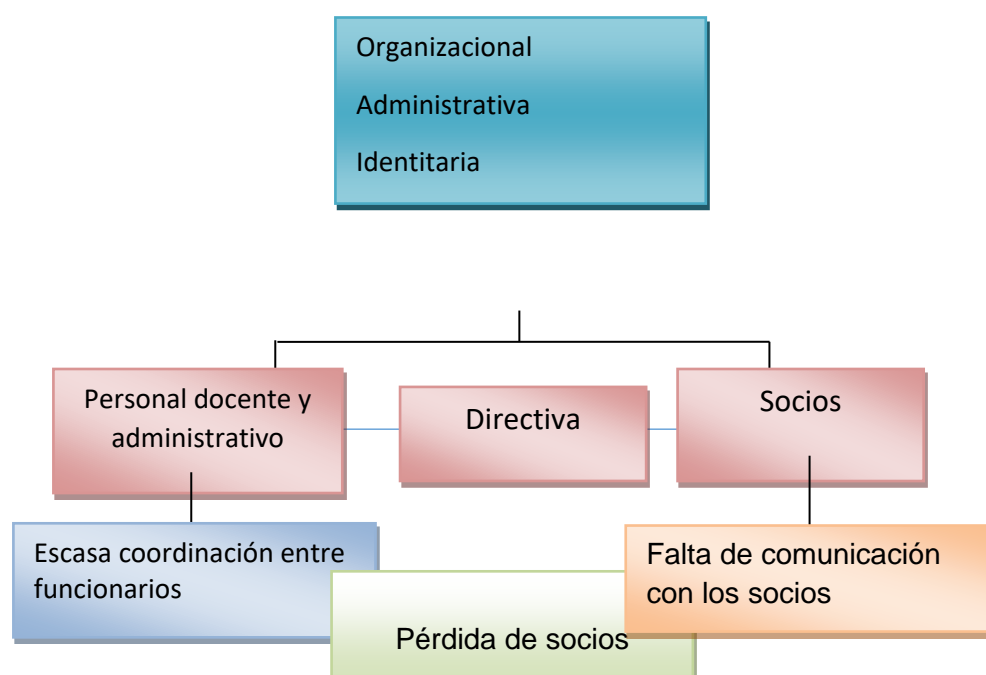 Organizacional
Administrativa
Identitaria
Personal docente y
administrativo
Directiva
Socios
Escasa coordinación entre
funcionarios
Falta de comunicación
con los socios
Pérdida de socios